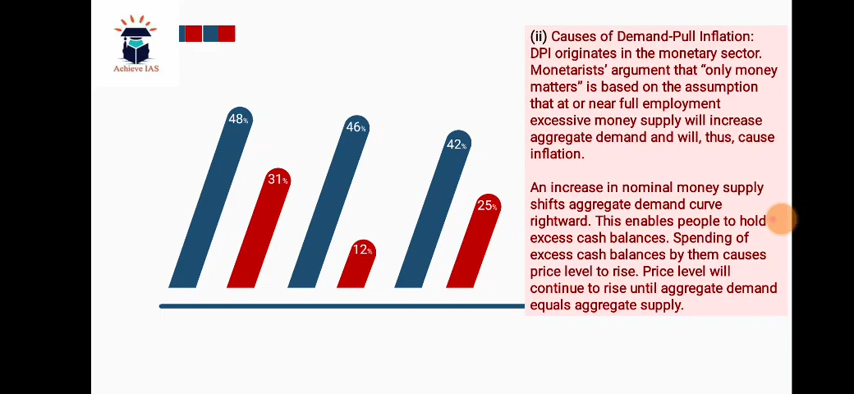 Achieve IAS
48%
31%
46%
12%
42%
25%
(ii) Causes of Demand-Pull Inflation:
DPI originates in the monetary sector.
Monetarists’ argument that “only money
matters” is based on the assumption
that at or near full employment
excessive money supply will increase
aggregate demand and will, thus, cause
inflation.
An increase in nominal money supply
shifts aggregate demand curve
rightward. This enables people to hold
excess cash balances. Spending of
excess cash balances by them causes
price level to rise. Price level will
continue to rise until aggregate demand
equals aggregate supply.